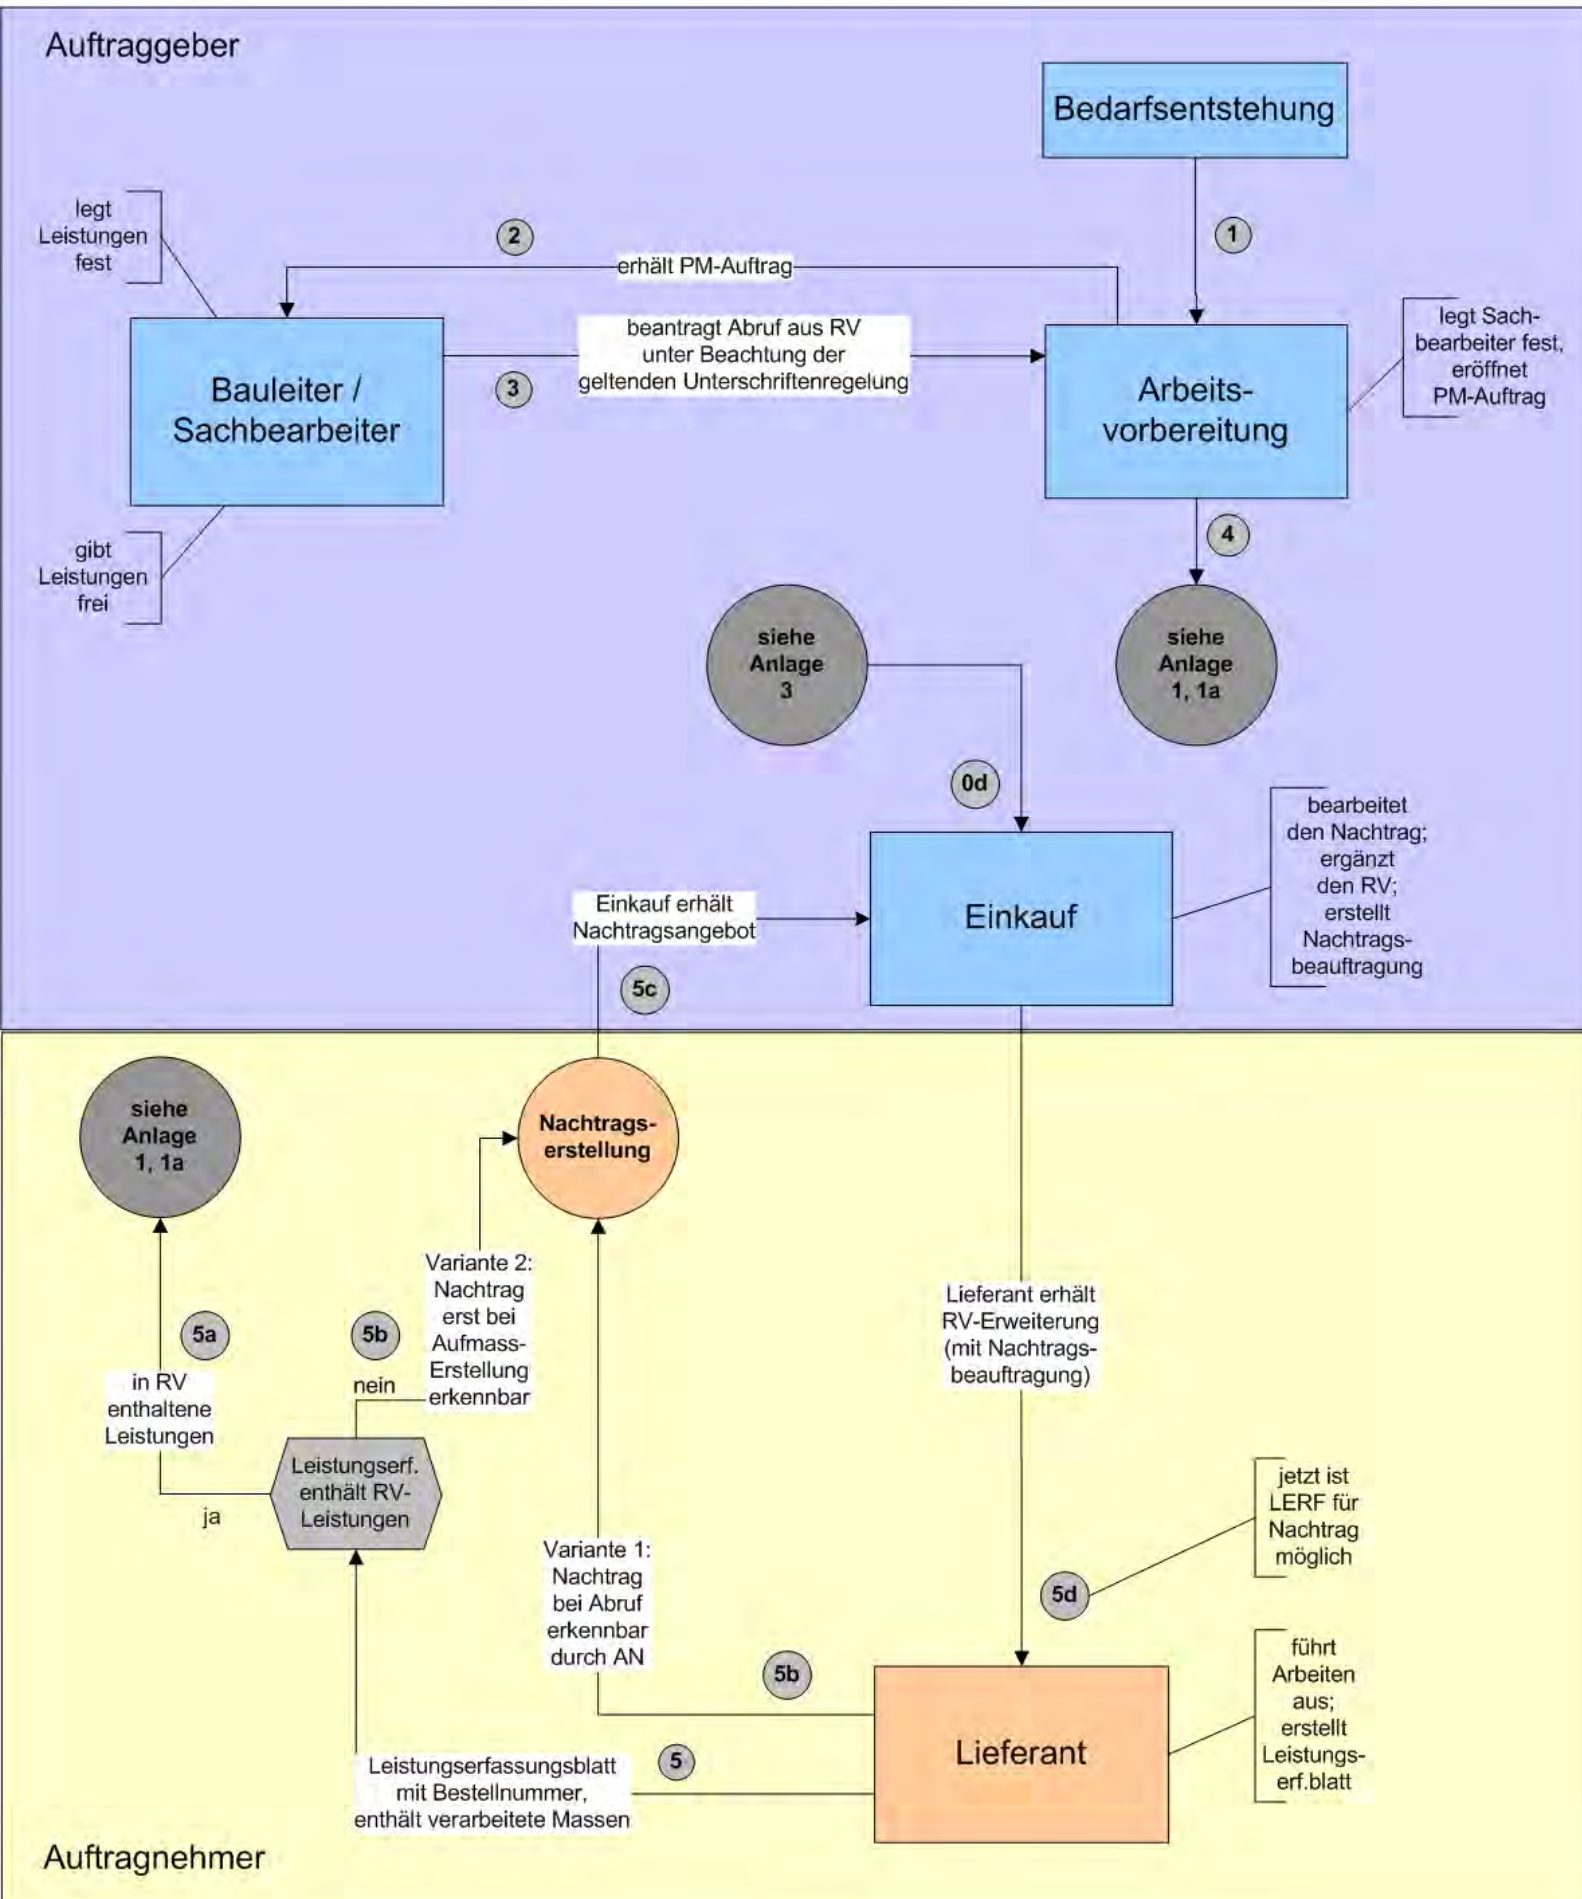 Auftraggeber
Bedarfsentstehung
1
legt
Leistungen
fest
2
erhält PM-Auftrag
beantragt Abruf aus RV
unter Beachtung der
geltenden Unterschriftenregelung
3
Bauleiter /
Sachbearbeiter
Arbeits-
vorbereitung
legt Sach-
bearbeiter fest,
eröffnet
PM-Auftrag
4
gibt
Leistungen
frei
siehe
Anlage
3
siehe
Anlage
1, 1a
0d
Einkauf erhält
Nachtragsangebot
Einkauf
bearbeitet
den Nachtrag;
ergänzt
den RV;
erstellt
Nachtrags-
beauftragung
5c
siehe
Anlage
1, 1a
Nachtrags-
erstellung
Variante 2:
Nachtrag
erst bei
Aufmass-
Erstellung
erkennbar
5a
5b
in RV
enthaltene
Leistungen
nein
Lieferant erhält
RV-Erweiterung
(mit Nachtrags-
beauftragung)
Leistungserf.
enthält RV-
Leistungen
ja
Variante 1:
Nachtrag
bei Abruf
erkennbar
durch AN
jetzt ist
LERF für
Nachtrag
möglich
5d
5b
5
Leistungserfassungsblatt
mit Bestellnummer,
enthält verarbeitete Massen
Lieferant
führt
Arbeiten
aus;
erstellt
Leistungs-
erf.blatt
Auftragnehmer